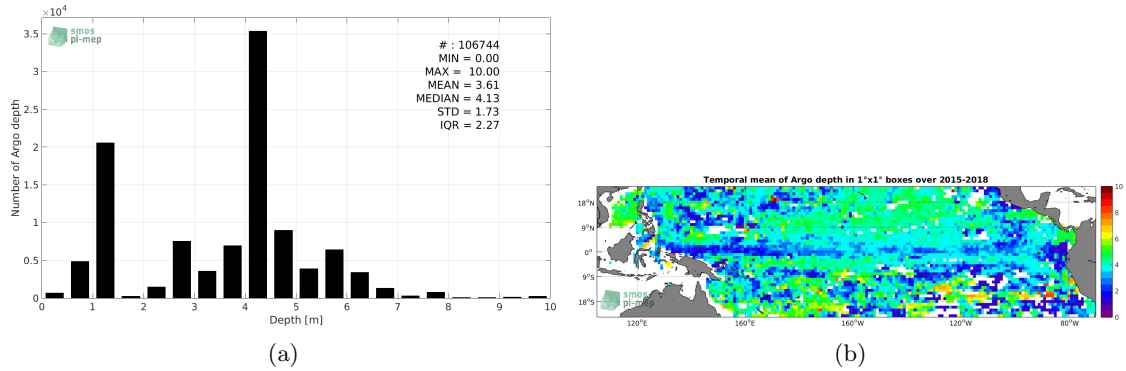 ×10⁴
smos
pi-mep
# : 106744
MIN = 0.00
MAX = 10.00
MEAN = 3.61
MEDIAN = 4.13
STD = 1.73
IQR = 2.27
Number of Argo depth
3.5
3
2.5
2
1.5
1
0.5
0
0 1 2 3 4 5 6 7 8 9 10
Depth [m]
(a)
Temporal mean of Argo depth in 1°x1° boxes over 2015-2018
18°N
9°N
0°
9°S
18°S
120°E 160°E 160°W 120°W 80°W
smos
pi-mep
10
8
6
4
2
0
(b)